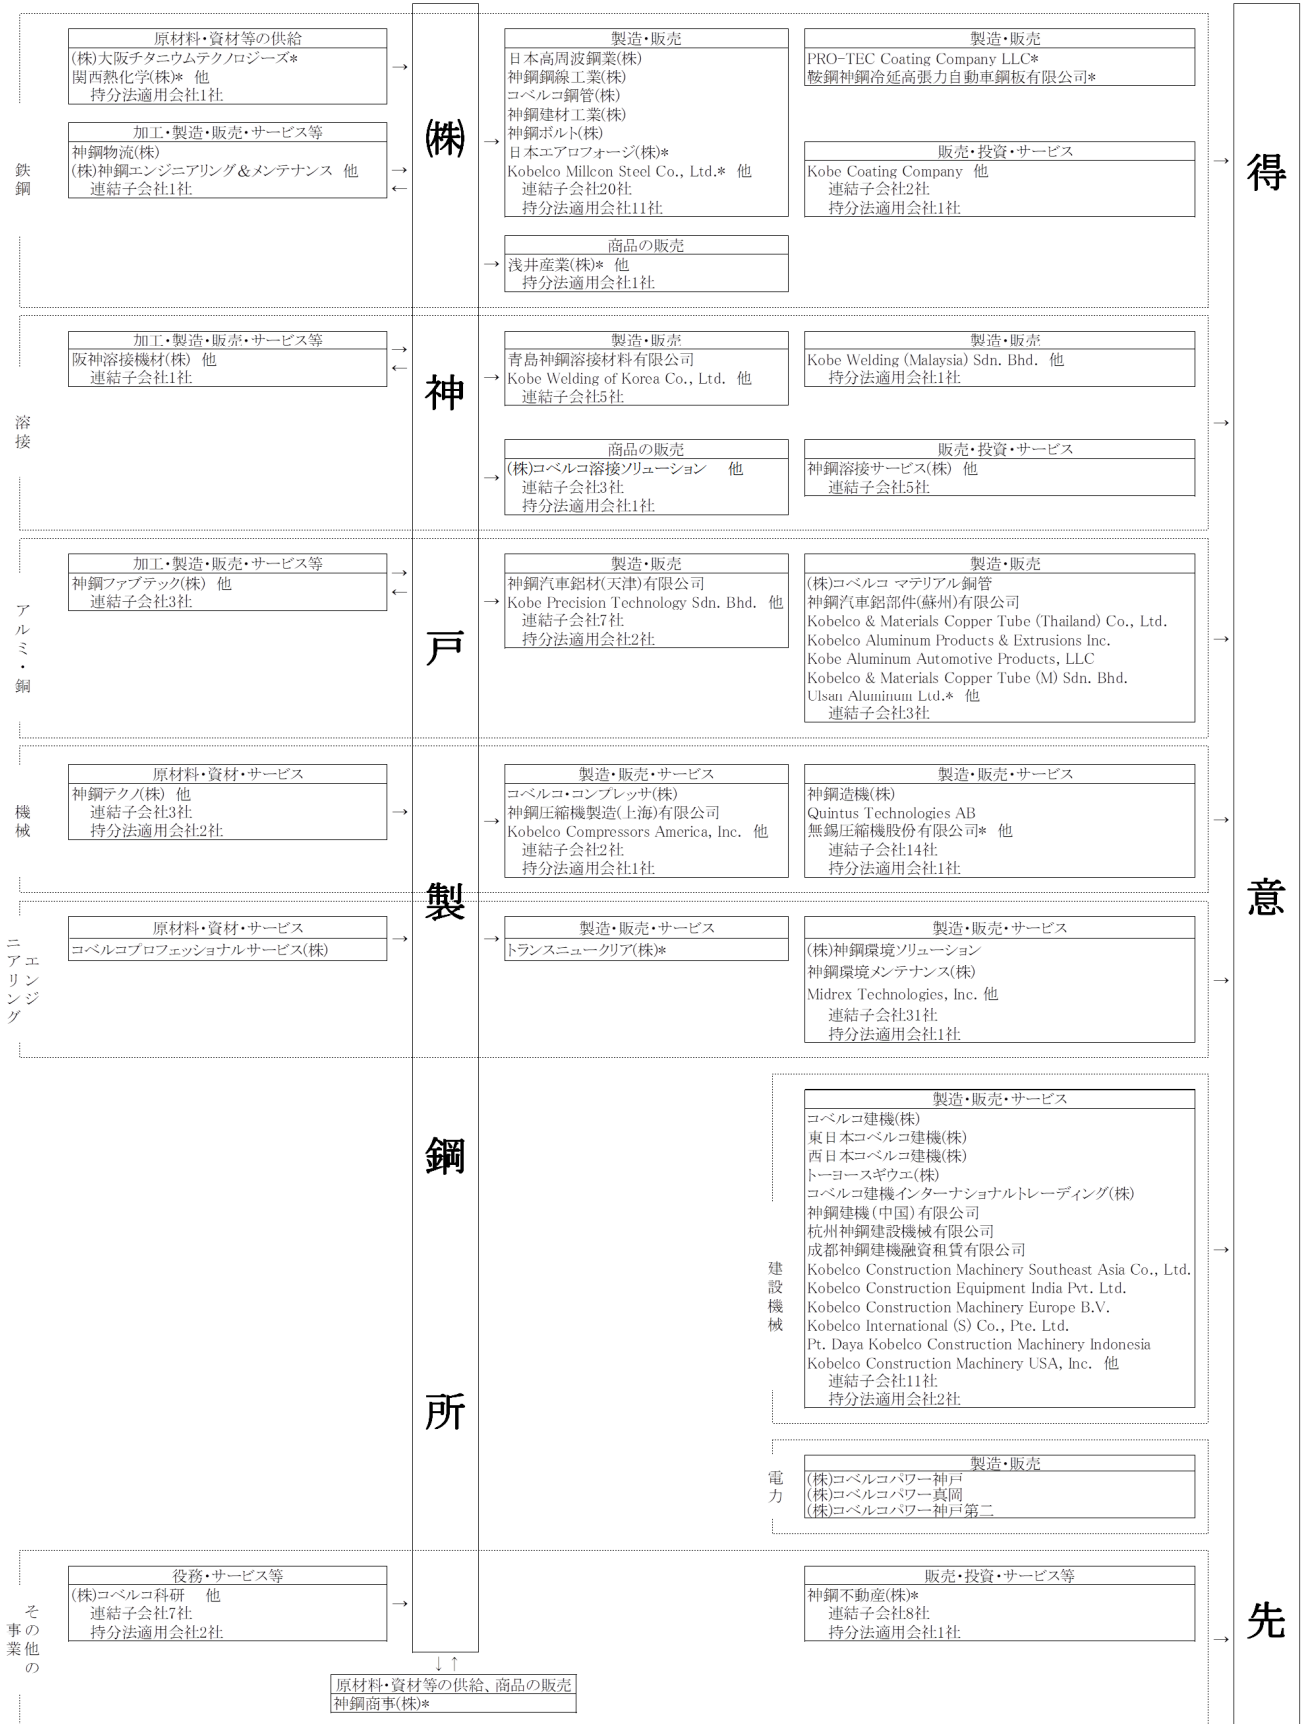 鉄鋼
原材料・資材等の供給
(株)大阪チタニウムテクノロジーズ*
関西熱化学(株)* 他
持分法適用会社1社
加工・製造・販売・サービス等
神鋼物流(株)
(株)神鋼エンジニアリング＆メンテナンス 他
連結子会社1社
→
→
←
㈱神戸製鋼所
→
製造・販売
日本高周波鋼業(株)
神鋼鋼線工業(株)
コベルコ鋼管(株)
神鋼建材工業(株)
神鋼ボルト(株)
日本エアロフォージ(株)*
Kobelco Millcon Steel Co., Ltd.* 他
連結子会社20社
持分法適用会社11社
→
商品の販売
浅井産業(株)* 他
持分法適用会社1社
製造・販売
PRO-TEC Coating Company LLC*
鞍鋼神鋼冷延高張力自動車鋼板有限公司*
販売・投資・サービス
Kobe Coating Company 他
連結子会社2社
持分法適用会社1社
→
得意先
溶接
加工・製造・販売・サービス等
阪神溶接機材(株) 他
連結子会社1社
→
←
→
製造・販売
青島神鋼溶接材料有限公司
Kobe Welding of Korea Co., Ltd. 他
連結子会社5社
→
商品の販売
(株)コベルコ溶接ソリューション 他
連結子会社3社
持分法適用会社1社
製造・販売
Kobe Welding (Malaysia) Sdn. Bhd. 他
持分法適用会社1社
販売・投資・サービス
神鋼溶接サービス(株) 他
連結子会社5社
→
アルミ・銅
加工・製造・販売・サービス等
神鋼ファブテック(株) 他
連結子会社3社
→
←
→
製造・販売
神鋼汽車鋁材(天津)有限公司
Kobe Precision Technology Sdn. Bhd. 他
連結子会社7社
持分法適用会社2社
製造・販売
(株)コベルコ マテリアル銅管
神鋼汽車鋁部件(蘇州)有限公司
Kobelco & Materials Copper Tube (Thailand) Co., Ltd.
Kobelco Aluminum Products & Extrusions Inc.
Kobe Aluminum Automotive Products, LLC
Kobelco & Materials Copper Tube (M) Sdn. Bhd.
Ulsan Aluminum Ltd.* 他
連結子会社3社
→
機械
原材料・資材・サービス
神鋼テクノ(株) 他
連結子会社3社
持分法適用会社2社
→
→
製造・販売・サービス
コベルコ・コンプレッサ(株)
神鋼圧縮機製造(上海)有限公司
Kobelco Compressors America, Inc. 他
連結子会社2社
持分法適用会社1社
製造・販売・サービス
神鋼造機(株)
Quintus Technologies AB
無錫圧縮機股份有限公司* 他
連結子会社14社
持分法適用会社1社
→
エンジニアリング
原材料・資材・サービス
コベルコプロフェッショナルサービス(株)
→
→
製造・販売・サービス
トランスニュークリア(株)*
製造・販売・サービス
(株)神鋼環境ソリューション
神鋼環境メンテナンス(株)
Midrex Technologies, Inc. 他
連結子会社31社
持分法適用会社1社
→
建設機械
製造・販売・サービス
コベルコ建機(株)
東日本コベルコ建機(株)
西日本コベルコ建機(株)
トーヨースギウエ(株)
コベルコ建機インターナショナルトレーディング(株)
神鋼建機(中国)有限公司
杭州神鋼建設機械有限公司
成都神鋼建機融資租賃有限公司
Kobelco Construction Machinery Southeast Asia Co., Ltd.
Kobelco Construction Equipment India Pvt. Ltd.
Kobelco Construction Machinery Europe B.V.
Kobelco International (S) Co., Pte. Ltd.
Pt. Daya Kobelco Construction Machinery Indonesia
Kobelco Construction Machinery USA, Inc. 他
連結子会社11社
持分法適用会社2社
→
電力
製造・販売
(株)コベルコパワー神戸
(株)コベルコパワー真岡
(株)コベルコパワー神戸第二
その他の事業
役務・サービス等
(株)コベルコ科研 他
連結子会社7社
持分法適用会社2社
→
販売・投資・サービス等
神鋼不動産(株)*
連結子会社8社
持分法適用会社1社
→
↓↑
原材料・資材等の供給、商品の販売
神鋼商事(株)*